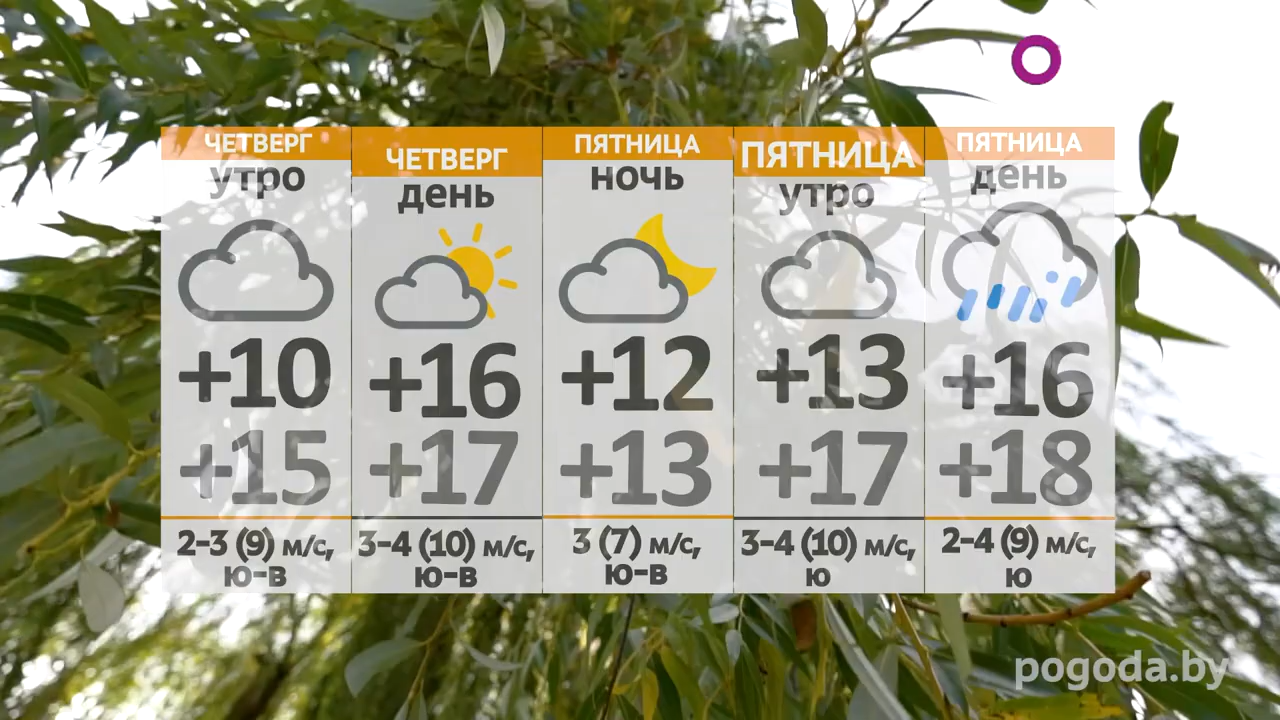 ЧЕТВЕРГ
утро
+10
+15
2-3 (9) м/с,
ю-в
ЧЕТВЕРГ
день
+16
+17
3-4 (10) м/с,
ю-в
ПЯТНИЦА
ночь
+12
+13
3 (7) м/с,
ю-в
ПЯТНИЦА
утро
+13
+17
3-4 (10) м/с,
ю
ПЯТНИЦА
день
+16
+18
2-4 (9) м/с,
ю
pogoda.by